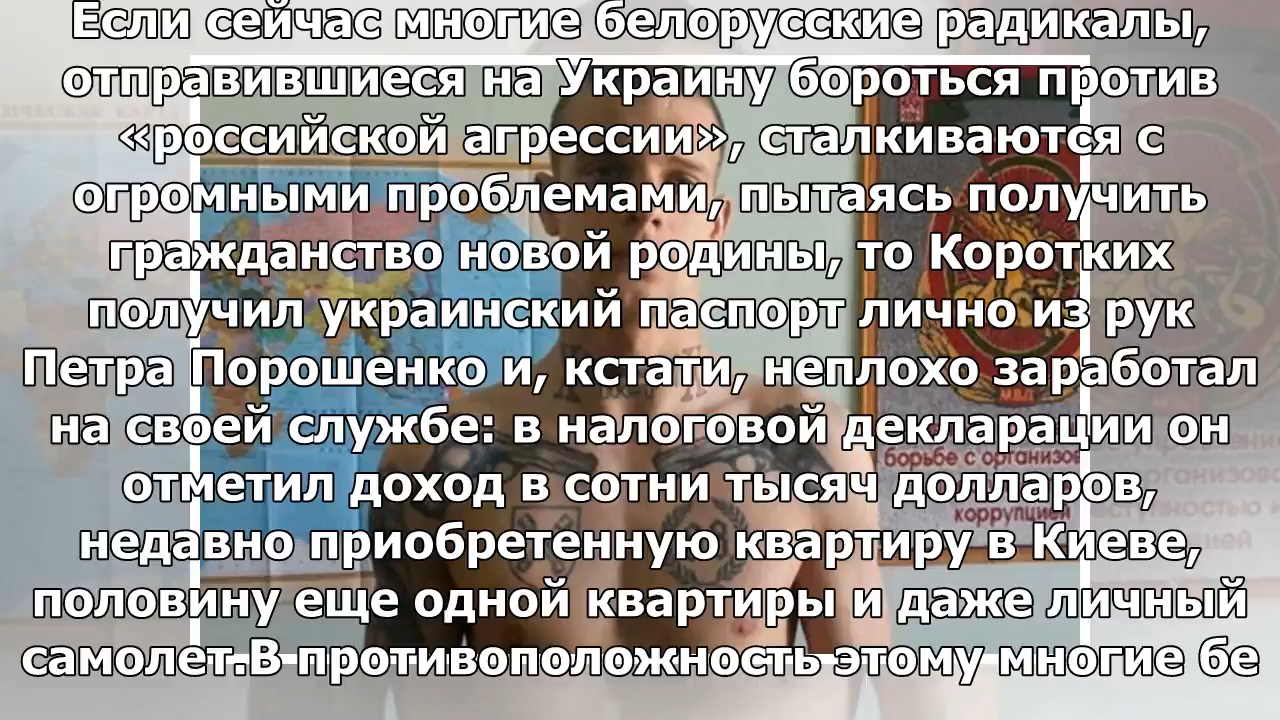 Если сейчас многие белорусские радикалы,
отправившиеся на Украину бороться против
«российской агрессии», сталкиваются с
огромными проблемами, пытаясь получить
гражданство новой родины, то Коротких
получил украинский паспорт лично из рук
Петра Порошенко и, кстати, неплохо заработал
на своей службе: в налоговой декларации он
отметил доход в сотни тысяч долларов,
недавно приобретенную квартиру в Киеве,
половину еще одной квартиры и даже личный
самолет.В противоположность этому многие бе
борьбе с организов
коррупцией